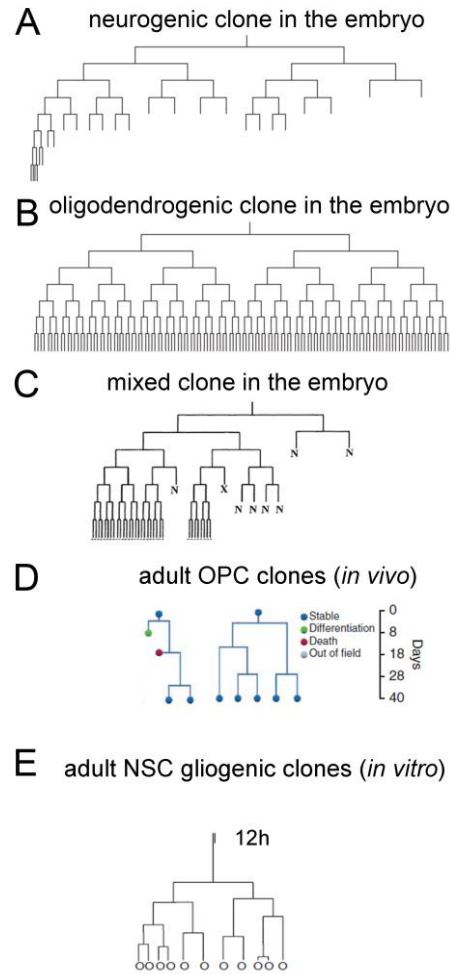 A
neurogenic clone in the embryo
B
oligodendrogenic clone in the embryo
C
mixed clone in the embryo
N N
N X
N N N N
D
adult OPC clones (in vivo)
Stable
Differentiation
Death
Out of field
0
8
18
28
40
Days
E
adult NSC gliogenic clones (in vitro)
12h
O O O O O O O O O O O